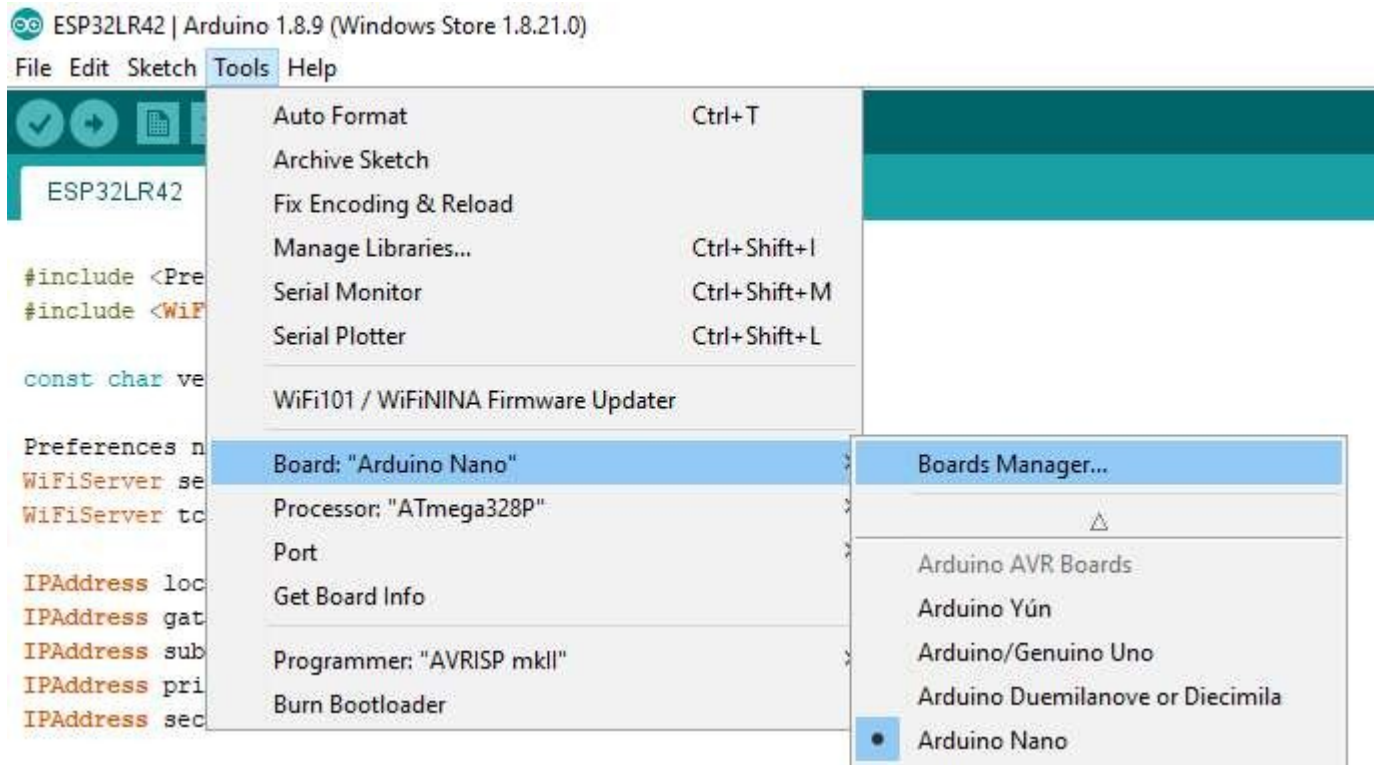 ESP32LR42 | Arduino 1.8.9 (Windows Store 1.8.21.0)
File Edit Sketch Tools Help
ESP32LR42
Auto Format Ctrl+T
Archive Sketch
Fix Encoding & Reload
Manage Libraries... Ctrl+Shift+I
Serial Monitor Ctrl+Shift+M
Serial Plotter Ctrl+Shift+L
WiFi101 / WiFiNINA Firmware Updater
Board: "Arduino Nano"
Processor: "ATmega328P"
Port
Get Board Info
Programmer: "AVRISP mkII"
Burn Bootloader
Boards Manager...
Arduino AVR Boards
Arduino Yún
Arduino/Genuino Uno
Arduino Duemilanove or Diecimila
Arduino Nano
#include <Pre
#include <WiF
const char ve
Preferences n
WiFiServer se
WiFiServer tc
IPAddress loc
IPAddress gat
IPAddress sub
IPAddress pri
IPAddress sec